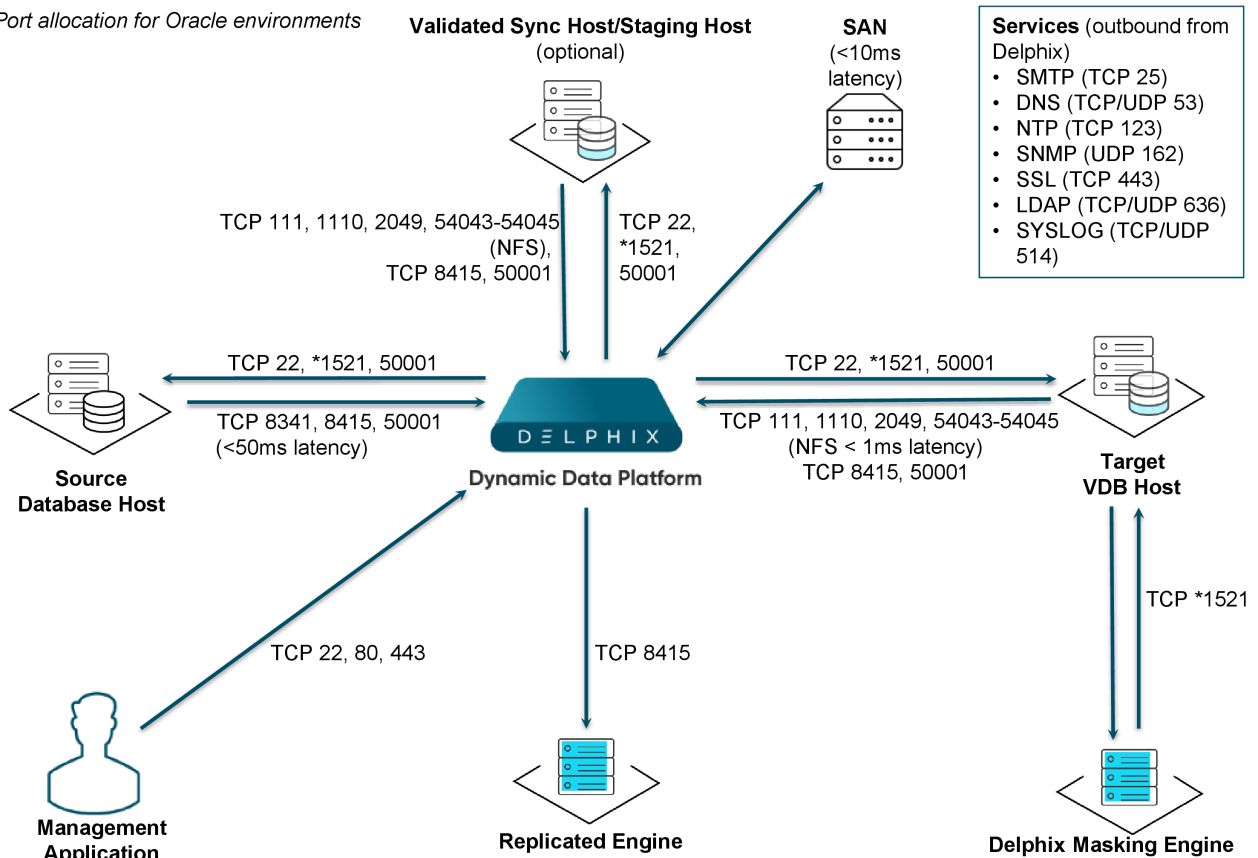 Port allocation for Oracle environments
Validated Sync Host/Staging Host
(optional)
SAN
(<10ms
latency)
Services (outbound from
Delphix)
• SMTP (TCP 25)
• DNS (TCP/UDP 53)
• NTP (TCP 123)
• SNMP (UDP 162)
• SSL (TCP 443)
• LDAP (TCP/UDP 636)
• SYSLOG (TCP/UDP
514)
TCP 111, 1110, 2049, 54043-54045
(NFS),
TCP 8415, 50001
TCP 22,
*1521,
50001
TCP 22, *1521, 50001
TCP 8341, 8415, 50001
(<50ms latency)
TCP 22, *1521, 50001
TCP 111, 1110, 2049, 54043-54045
(NFS < 1ms latency)
TCP 8415, 50001
DELPHIX
Dynamic Data Platform
Source
Database Host
Target
VDB Host
TCP *1521
TCP 22, 80, 443
TCP 8415
Management
Application
Replicated Engine
Delphix Masking Engine